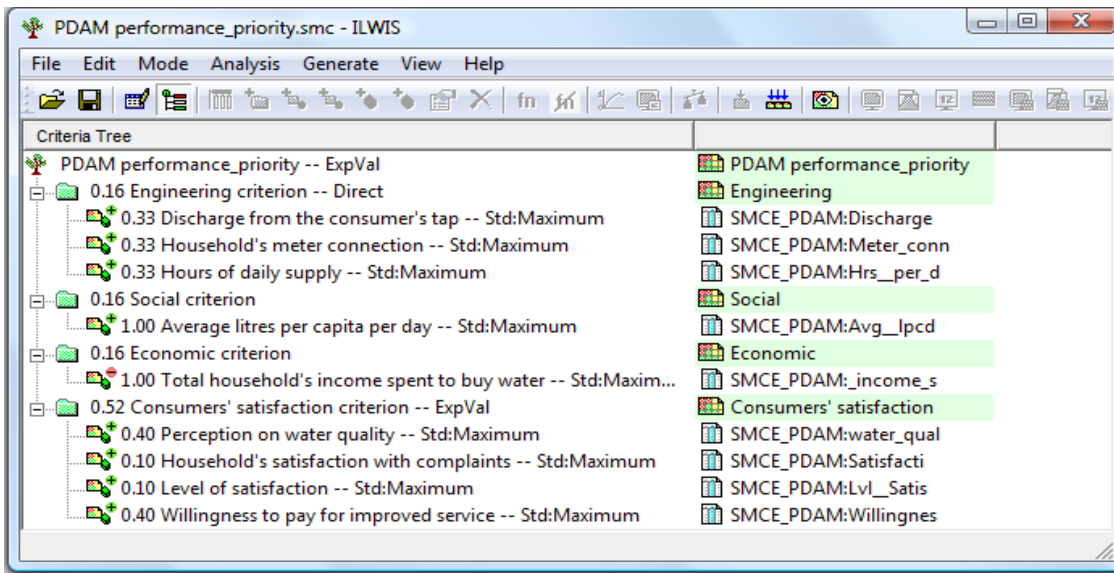 PDAM performance_priority.smc - ILWIS
File Edit Mode Analysis Generate View Help
fn fn 12 12
Criteria Tree
PDAM performance_priority -- ExpVal PDAM performance_priority
0.16 Engineering criterion -- Direct Engineering
0.33 Discharge from the consumer's tap -- Std:Maximum SMCE_PDAM:Discharge
0.33 Household's meter connection -- Std:Maximum SMCE_PDAM:Meter_conn
0.33 Hours of daily supply -- Std:Maximum SMCE_PDAM:Hrs__per_d
0.16 Social criterion Social
1.00 Average litres per capita per day -- Std:Maximum SMCE_PDAM:Avg__lpcd
0.16 Economic criterion Economic
1.00 Total household's income spent to buy water -- Std:Maxim... SMCE_PDAM:_income_s
0.52 Consumers' satisfaction criterion -- ExpVal Consumers' satisfaction
0.40 Perception on water quality -- Std:Maximum SMCE_PDAM:water_qual
0.10 Household's satisfaction with complaints -- Std:Maximum SMCE_PDAM:Satisfacti
0.10 Level of satisfaction -- Std:Maximum SMCE_PDAM:Lvl__Satis
0.40 Willingness to pay for improved service -- Std:Maximum SMCE_PDAM:Willingnes